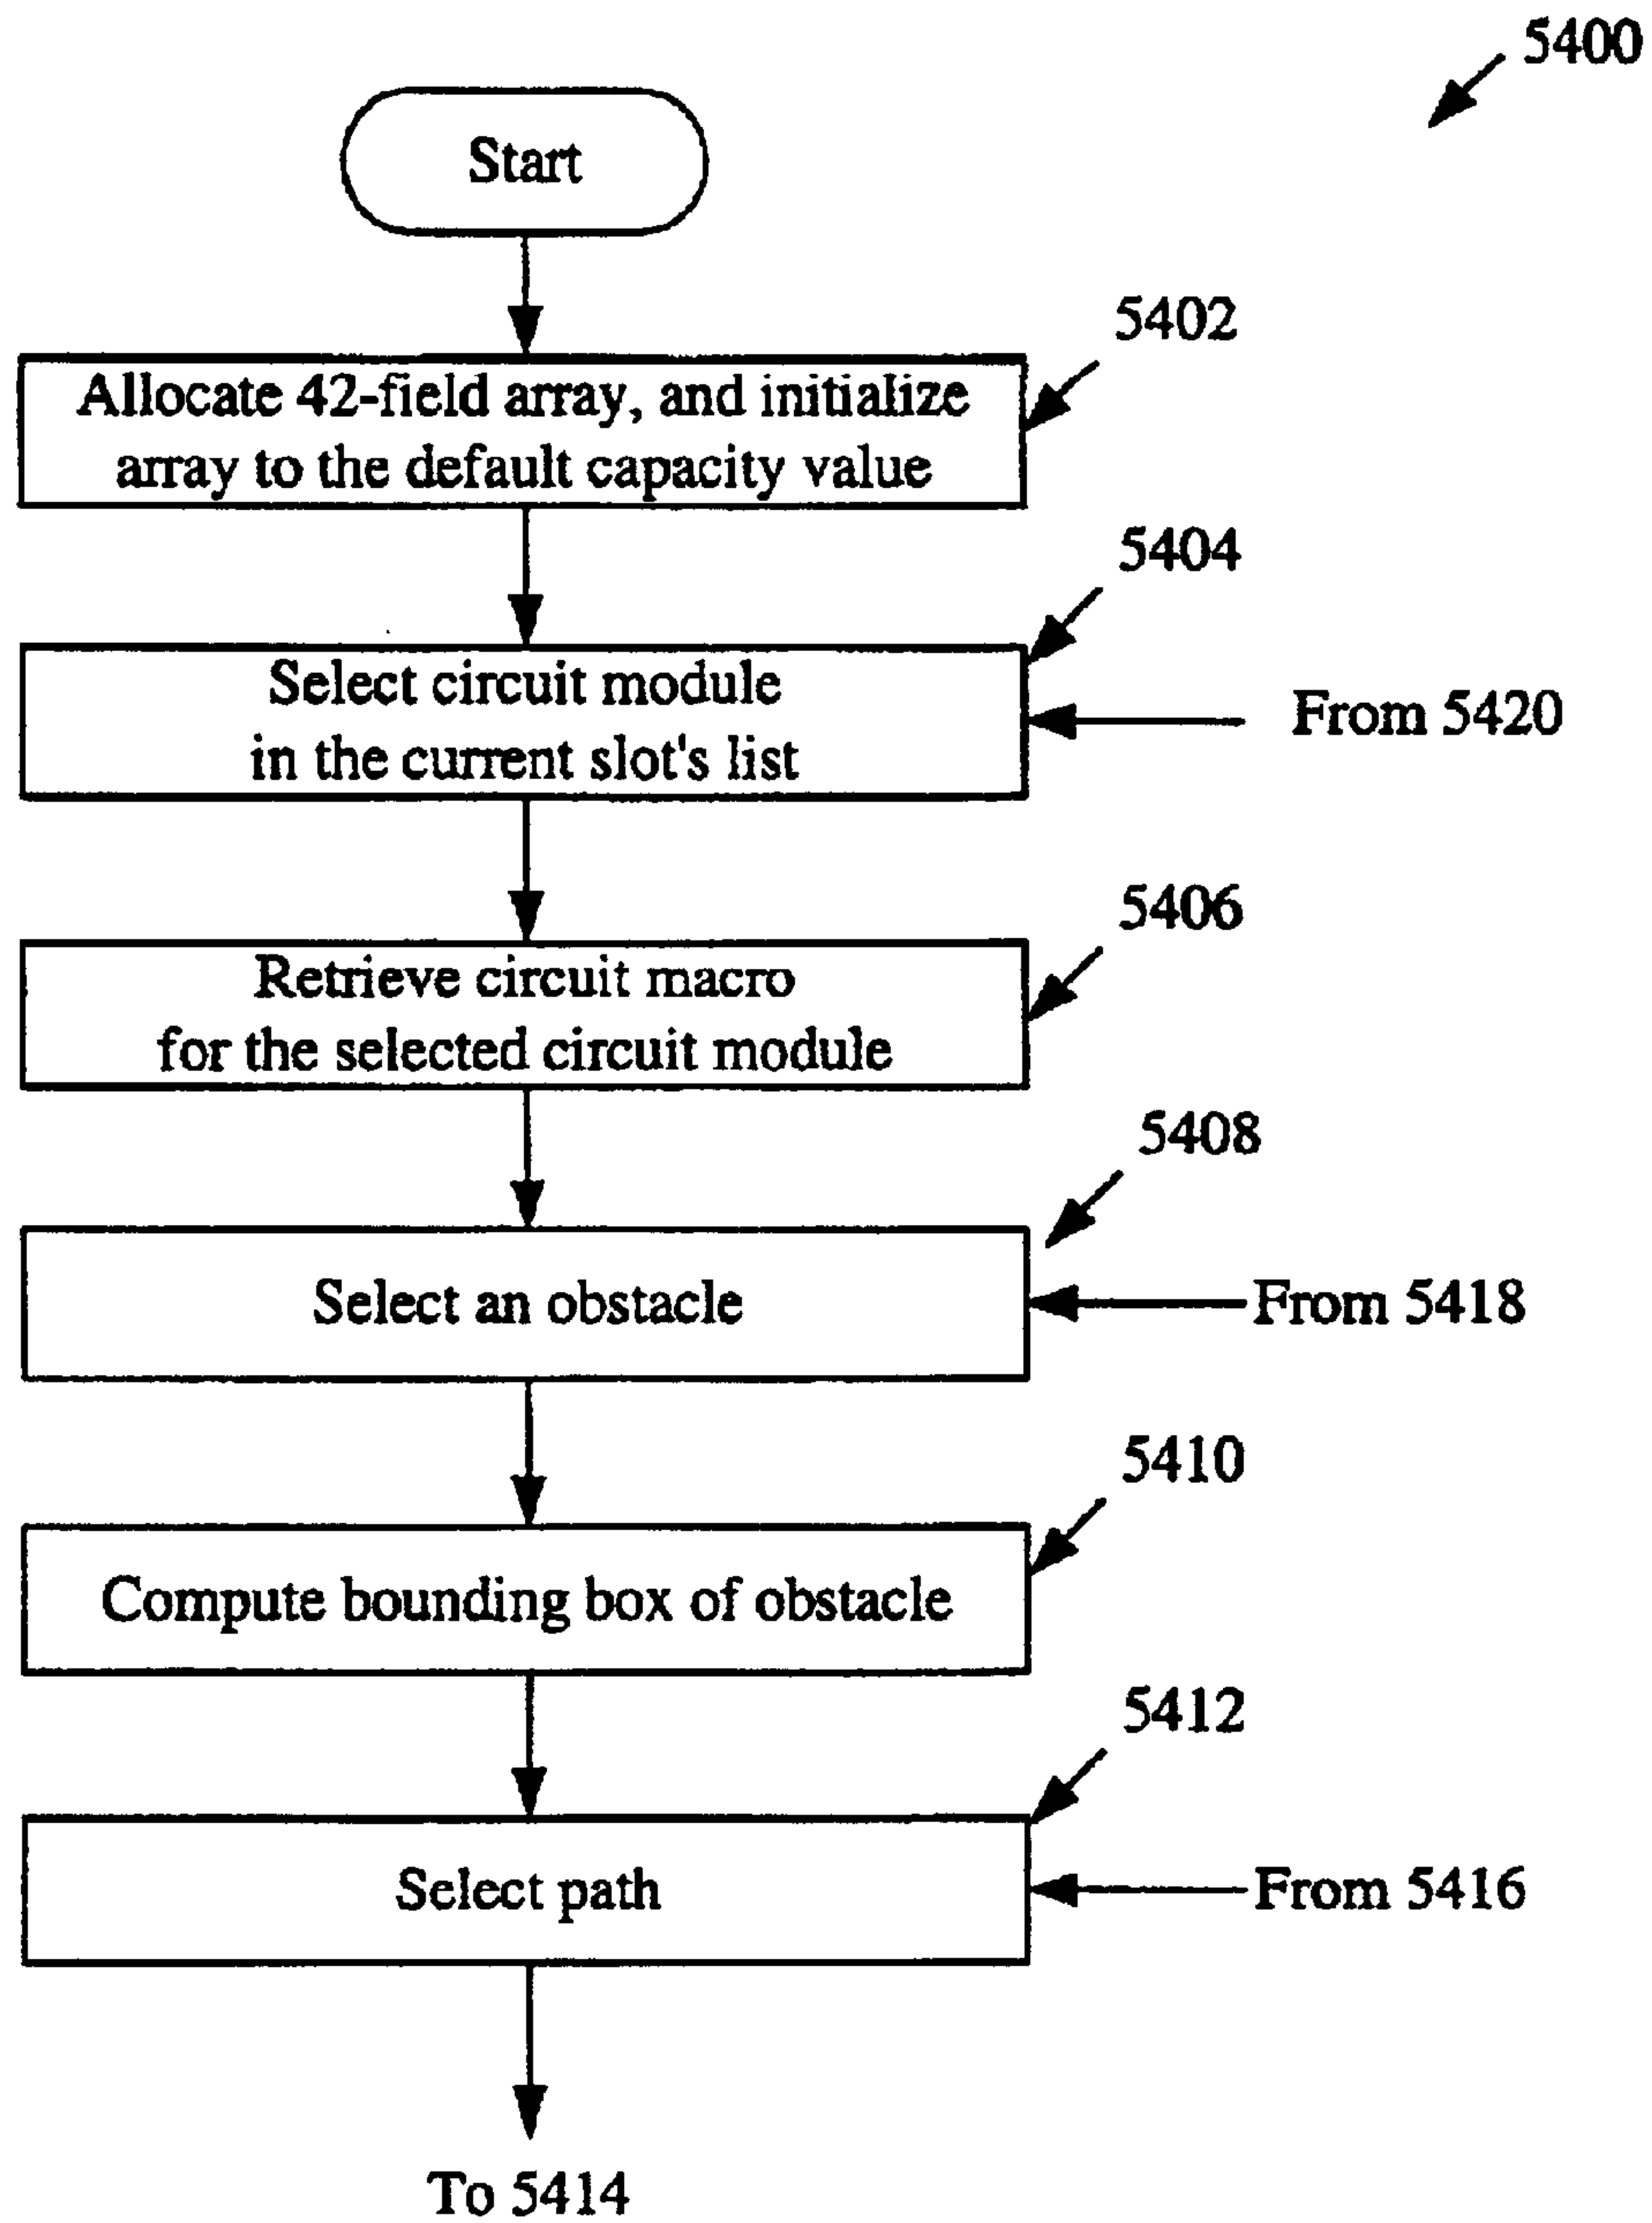 5400
Start
5402
Allocate 42-field array, and initialize
array to the default capacity value
5404
Select circuit module
in the current slot's list
From 5420
5406
Retrieve circuit macro
for the selected circuit module
5408
Select an obstacle
From 5418
5410
Compute bounding box of obstacle
5412
Select path
From 5416
To 5414